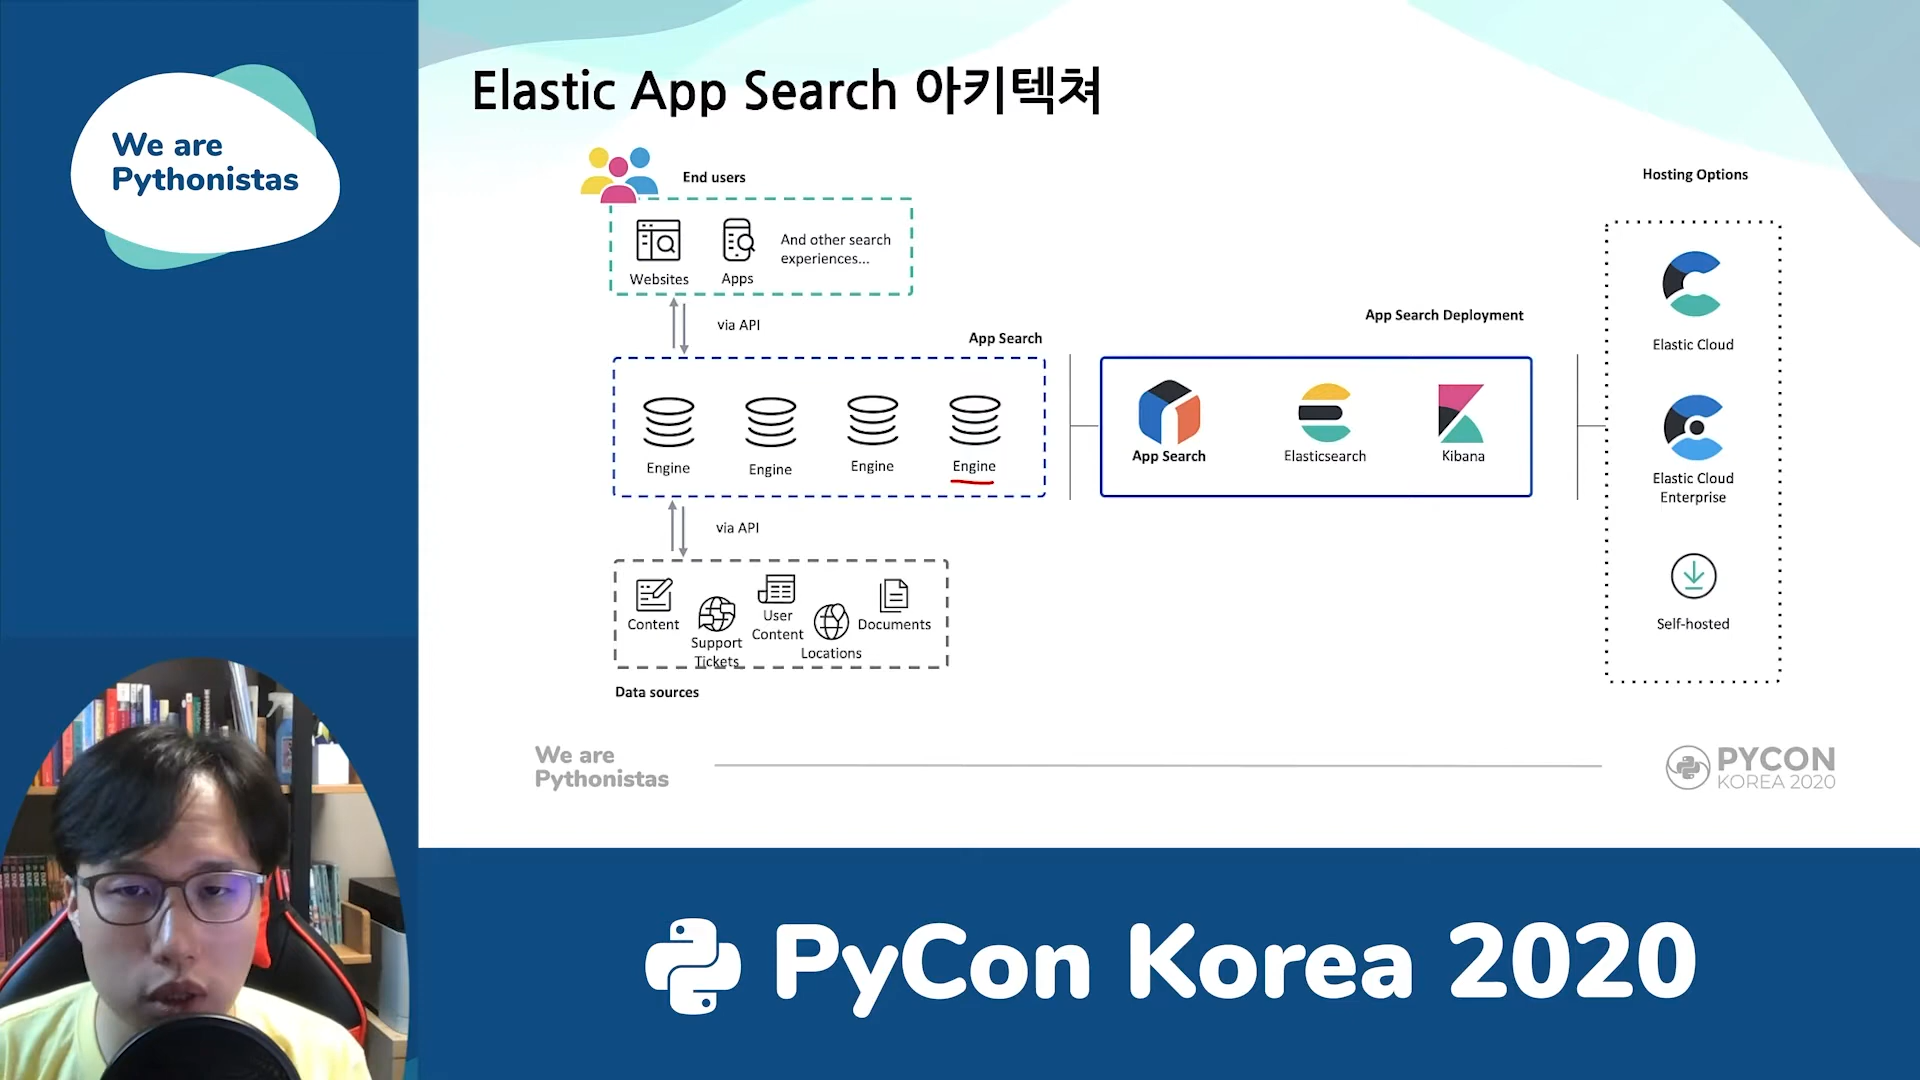 We are
Pythonistas
Elastic App Search 아키텍쳐
End users
Websites
Apps
And other search
experiences...
via API
App Search
Engine
Engine
Engine
Engine
via API
Content
Support
Tickets
User
Content
Locations
Documents
Data sources
App Search Deployment
App Search
Elasticsearch
Kibana
Hosting Options
Elastic Cloud
Elastic Cloud
Enterprise
Self-hosted
We are
Pythonistas
PYCON
KOREA 2020
PyCon Korea 2020